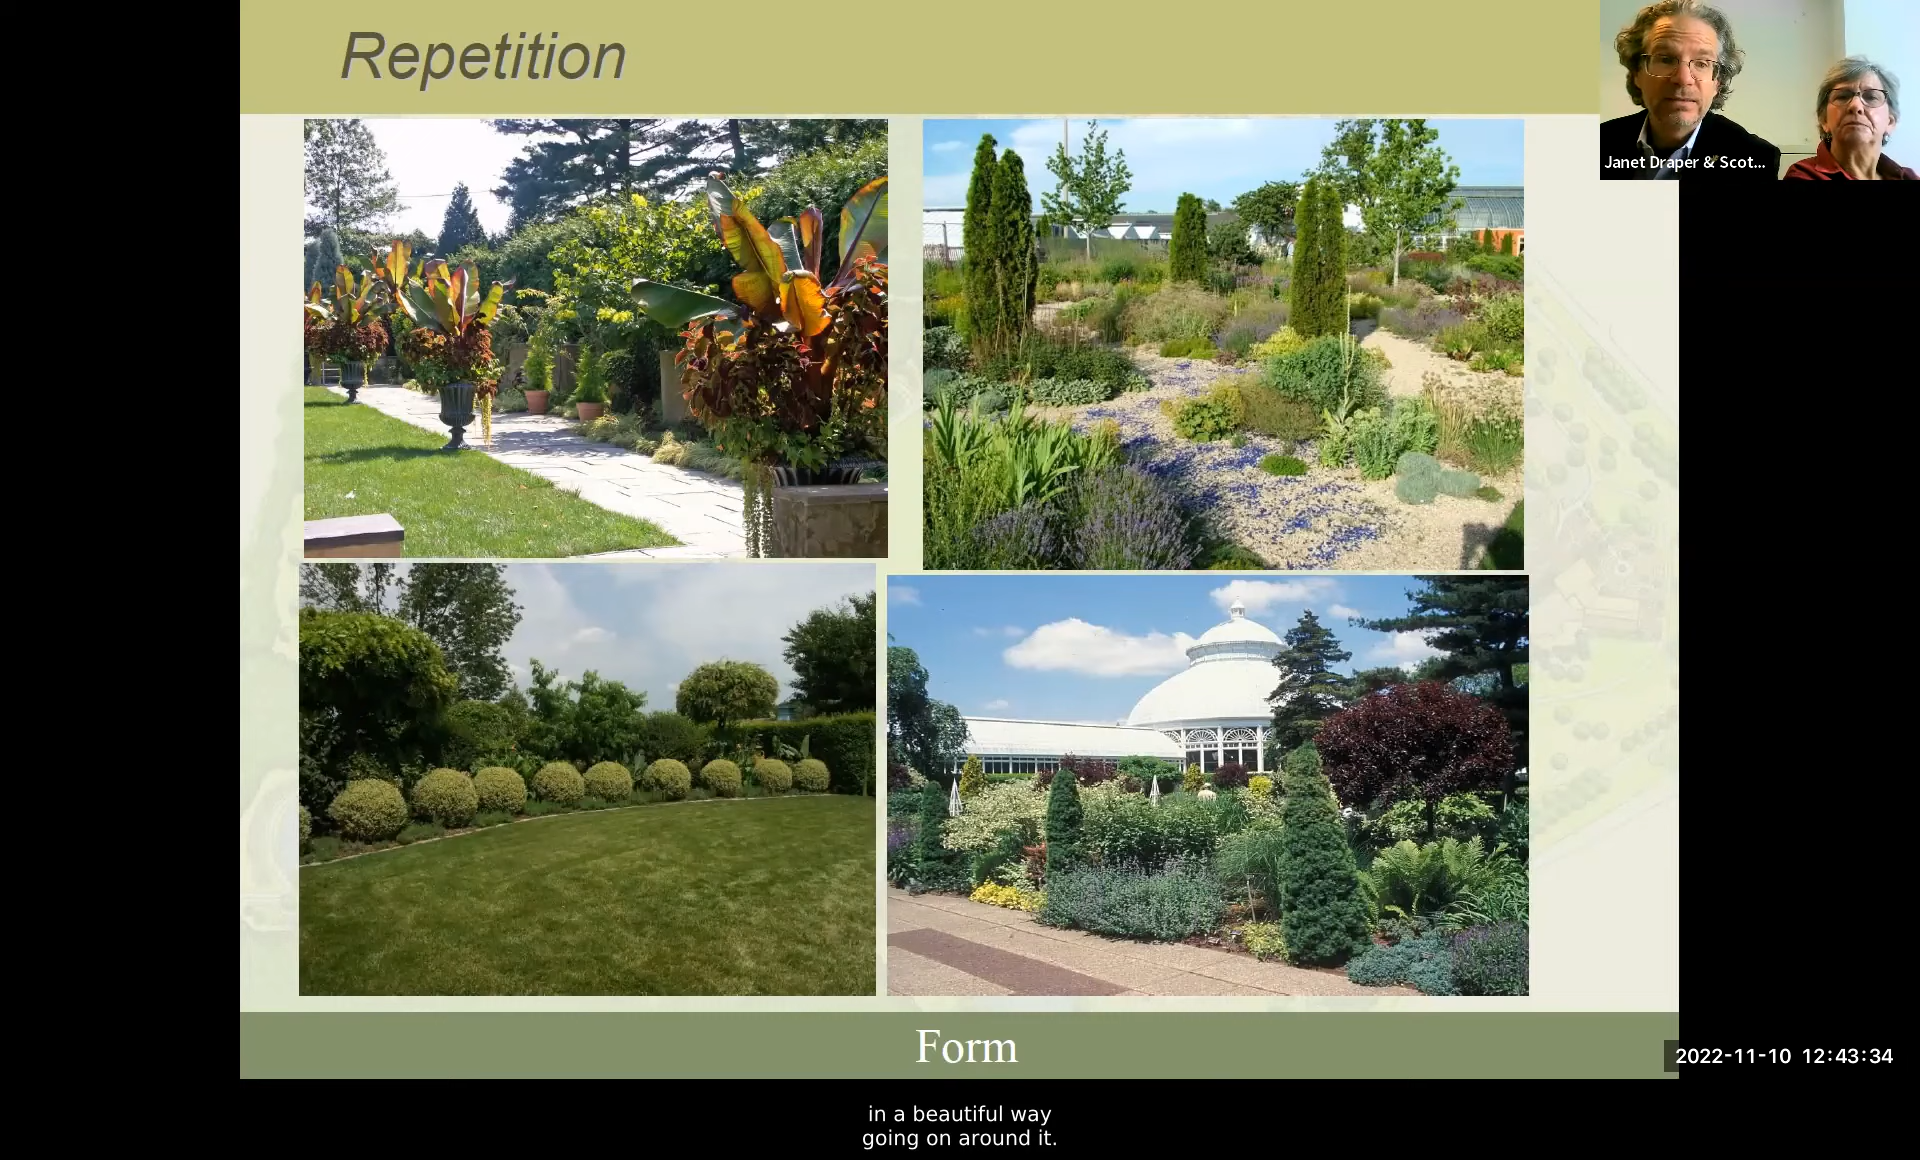 Repetition
Janet Draper & Scot...
Form
2022-11-10 12:43:34
in a beautiful way
going on around it.